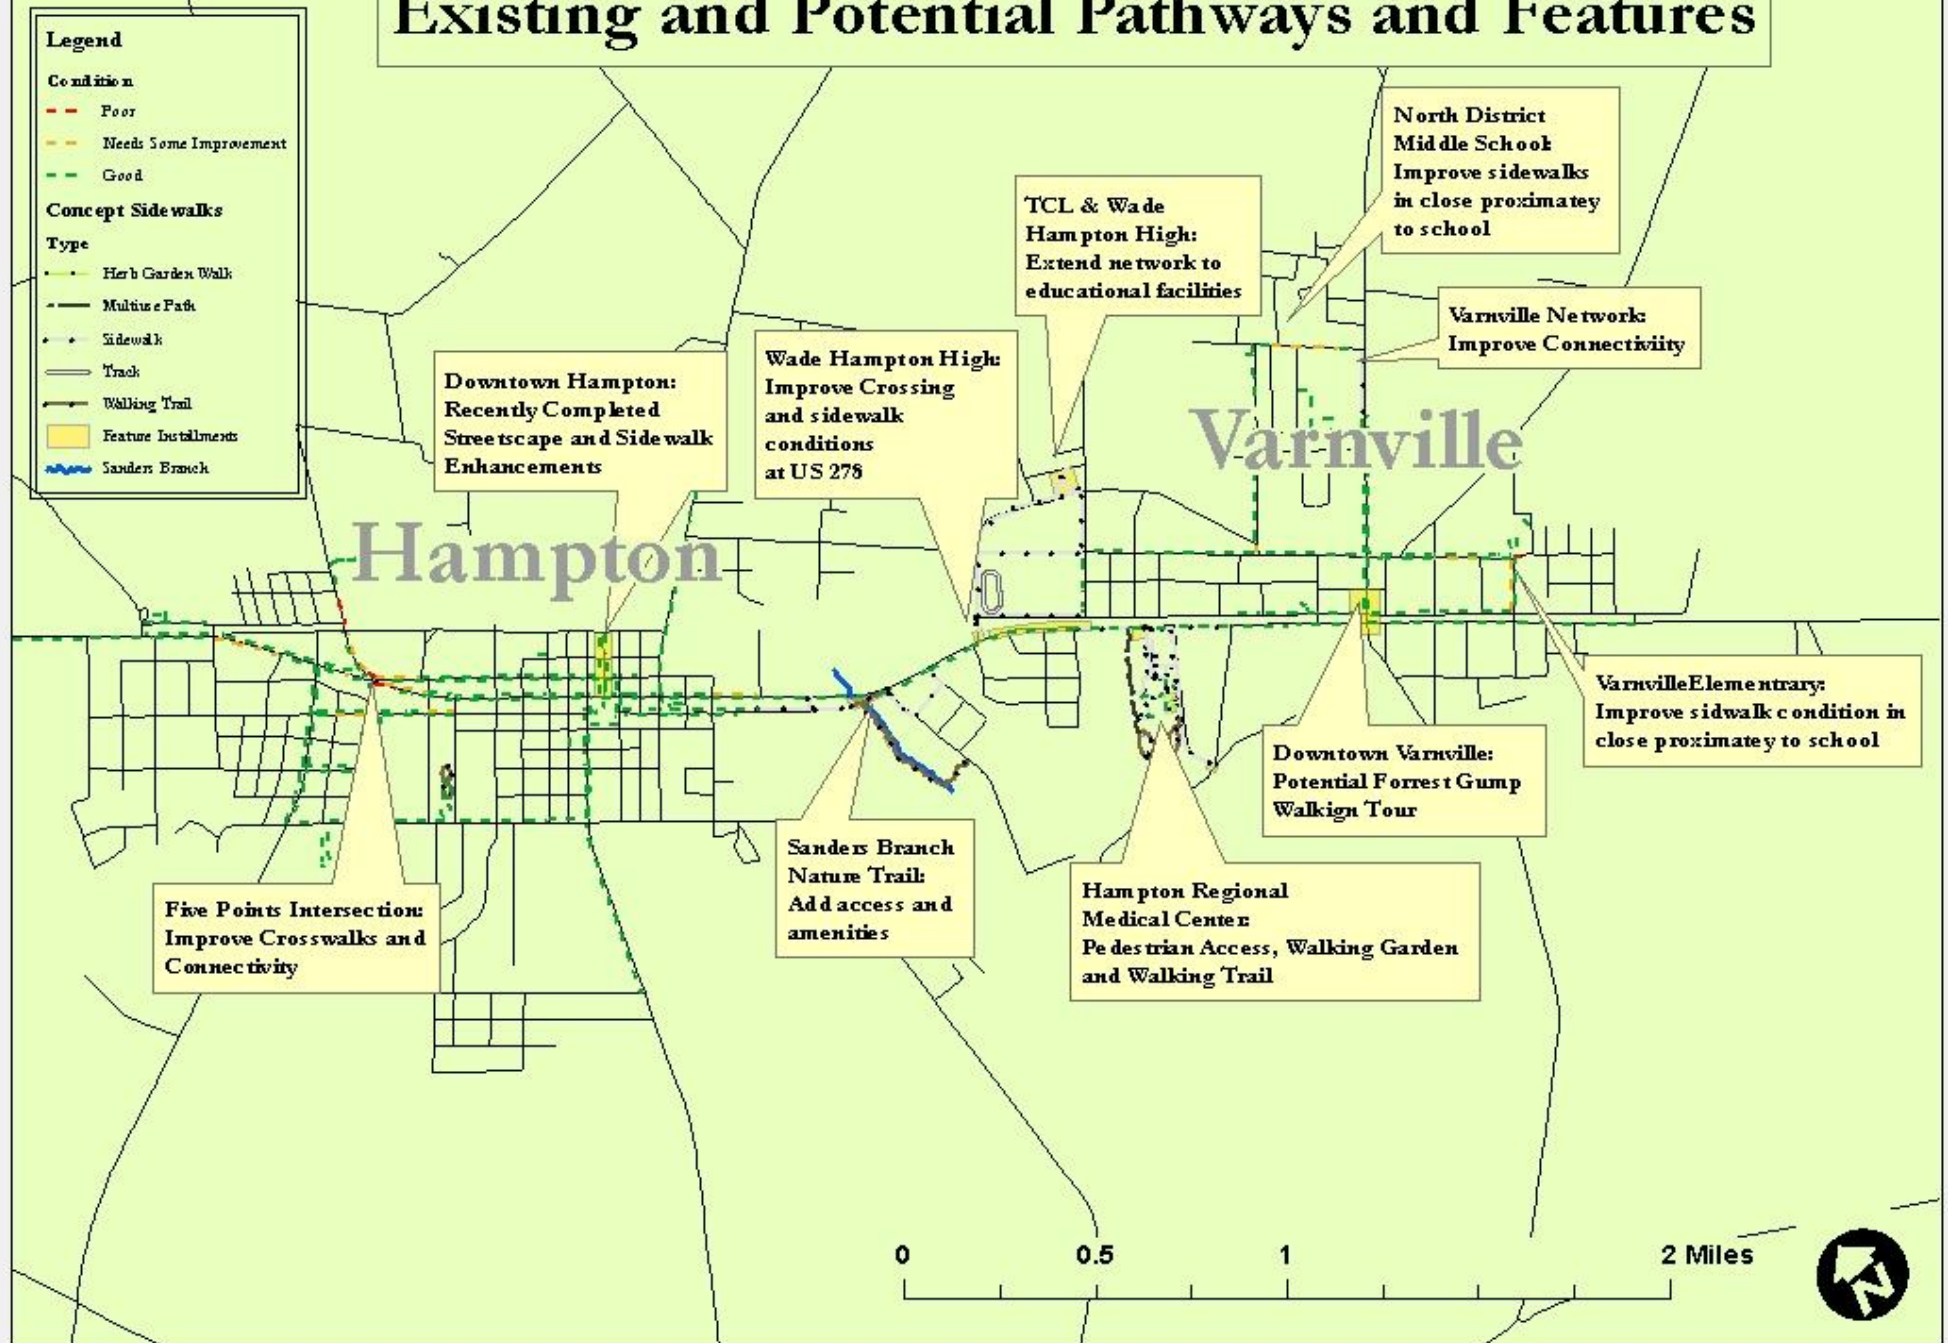 Existing and Potential Pathways and Features
Legend
Condition
Poor
Needs Some Improvement
Good
Concept Sidewalks
Type
Herb Garden Walk
Multiuse Path
Sidewalk
Track
Walking Trail
Feature Installments
Sanders Branch
North District
Middle School:
Improve sidewalks
in close proximatey
to school
TCL & Wade
Hampton High:
Extend network to
educational facilities
Varnville Network:
Improve Connectiviity
Wade Hampton High:
Improve Crossing
and sidewalk
conditions
at US 278
Downtown Hampton:
Recently Completed
Streetscape and Sidewalk
Enhancements
Varnville
Hampton
VarnvilleElementrary:
Improve sidwalk condition in
close proximatey to school
Downtown Varnville:
Potential Forrest Gump
Walkign Tour
Sanders Branch
Nature Trail:
Add access and
amenities
Hampton Regional
Medical Center:
Pedestrian Access, Walking Garden
and Walking Trail
Five Points Intersection:
Improve Crosswalks and
Connectivity
0 0.5 1 2 Miles
N